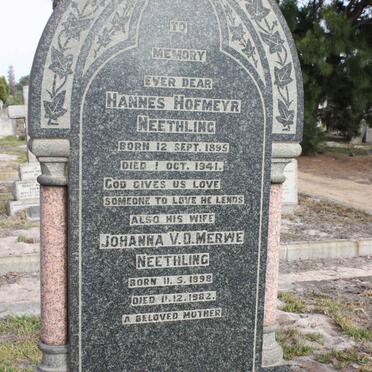 TO
MEMORY
EVER DEAR
HANNES HOFMEYR
NEETHLING
BORN 12 SEPT. 1895
DIED 1 OCT. 1941.
GOD GIVES US LOVE
SOMEONE TO LOVE HE LENDS
ALSO HIS WIFE
JOHANNA V.D. MERWE
NEETHLING
BORN 11.5.1898
DIED 11.12.1982.
A BELOVED MOTHER